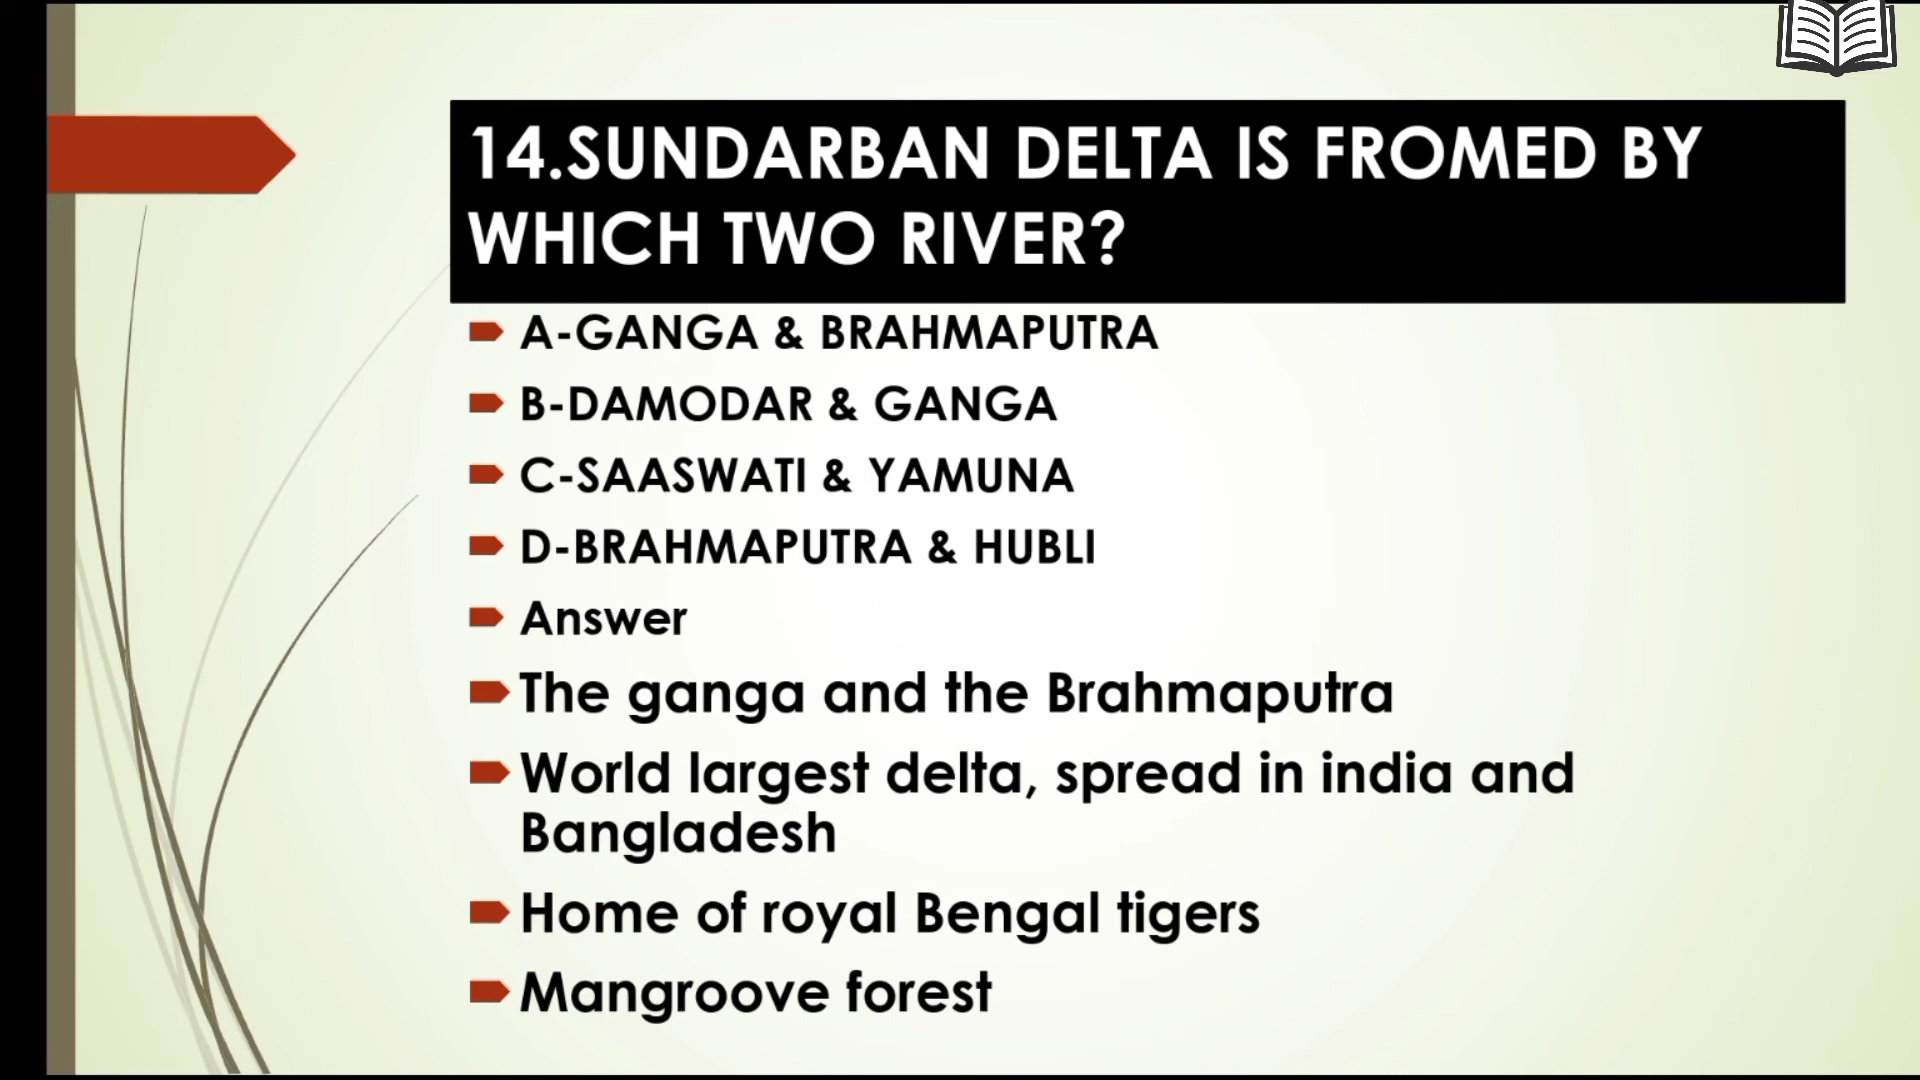 14.SUNDARBAN DELTA IS FROMED BY
WHICH TWO RIVER?
A-GANGA & BRAHMAPUTRA
B-DAMODAR & GANGA
C-SAASWATI & YAMUNA
D-BRAHMAPUTRA & HUBLI
Answer
The ganga and the Brahmaputra
World largest delta, spread in india and
Bangladesh
Home of royal Bengal tigers
Mangroove forest